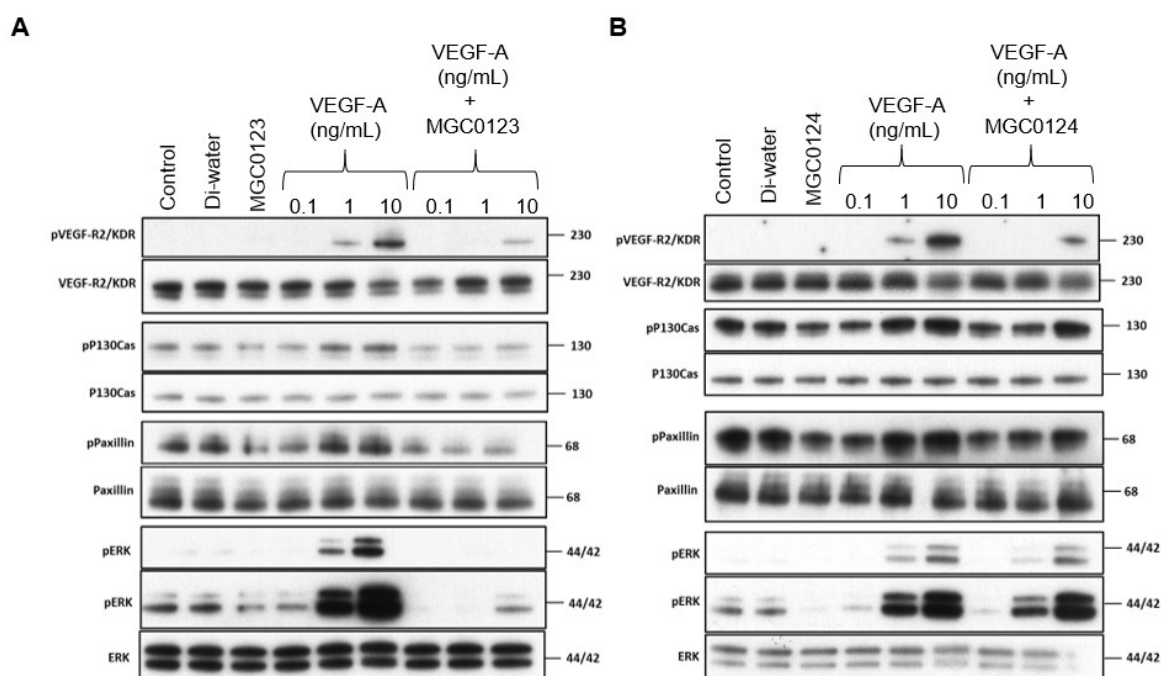 A
VEGF-A
(ng/mL)
+
MGC0123
VEGF-A
(ng/mL)
Control
Di-water
MGC0123
0.1 1 10 0.1 1 10
pVEGF-R2/KDR 230
VEGF-R2/KDR 230
pP130Cas 130
P130Cas 130
pPaxillin 68
Paxillin 68
pERK 44/42
pERK 44/42
ERK 44/42
B
VEGF-A
(ng/mL)
+
MGC0124
VEGF-A
(ng/mL)
Control
Di-water
MGC0124
0.1 1 10 0.1 1 10
pVEGF-R2/KDR 230
VEGF-R2/KDR 230
pP130Cas 130
P130Cas 130
pPaxillin 68
Paxillin 68
pERK 44/42
pERK 44/42
ERK 44/42